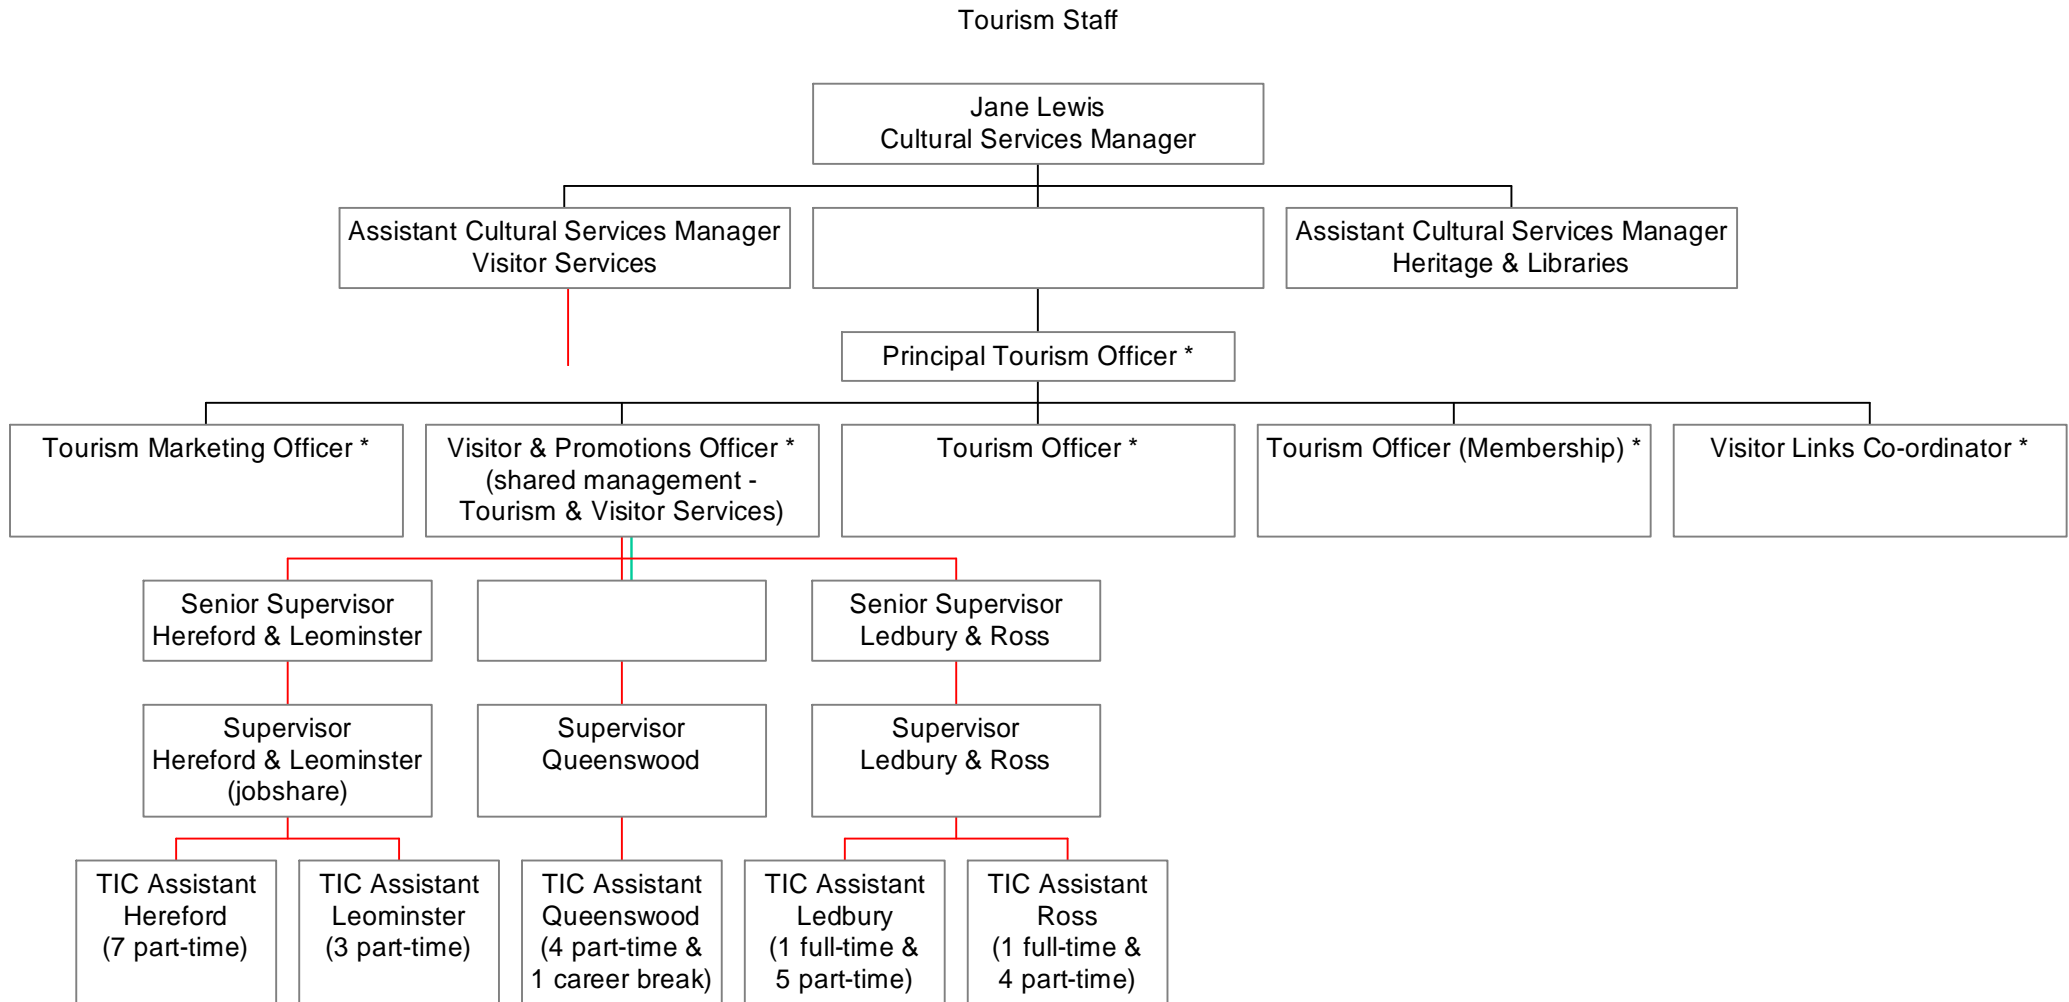 Tourism Staff
Jane Lewis
Cultural Services Manager
Assistant Cultural Services Manager
Visitor Services
Assistant Cultural Services Manager
Heritage & Libraries
Principal Tourism Officer *
Tourism Marketing Officer *
Visitor & Promotions Officer *
(shared management -
Tourism & Visitor Services)
Tourism Officer *
Tourism Officer (Membership) *
Visitor Links Co-ordinator *
Senior Supervisor
Hereford & Leominster
Senior Supervisor
Ledbury & Ross
Supervisor
Hereford & Leominster
(jobshare)
Supervisor
Queenswood
Supervisor
Ledbury & Ross
TIC Assistant
Hereford
(7 part-time)
TIC Assistant
Leominster
(3 part-time)
TIC Assistant
Queenswood
(4 part-time &
1 career break)
TIC Assistant
Ledbury
(1 full-time &
5 part-time)
TIC Assistant
Ross
(1 full-time &
4 part-time)